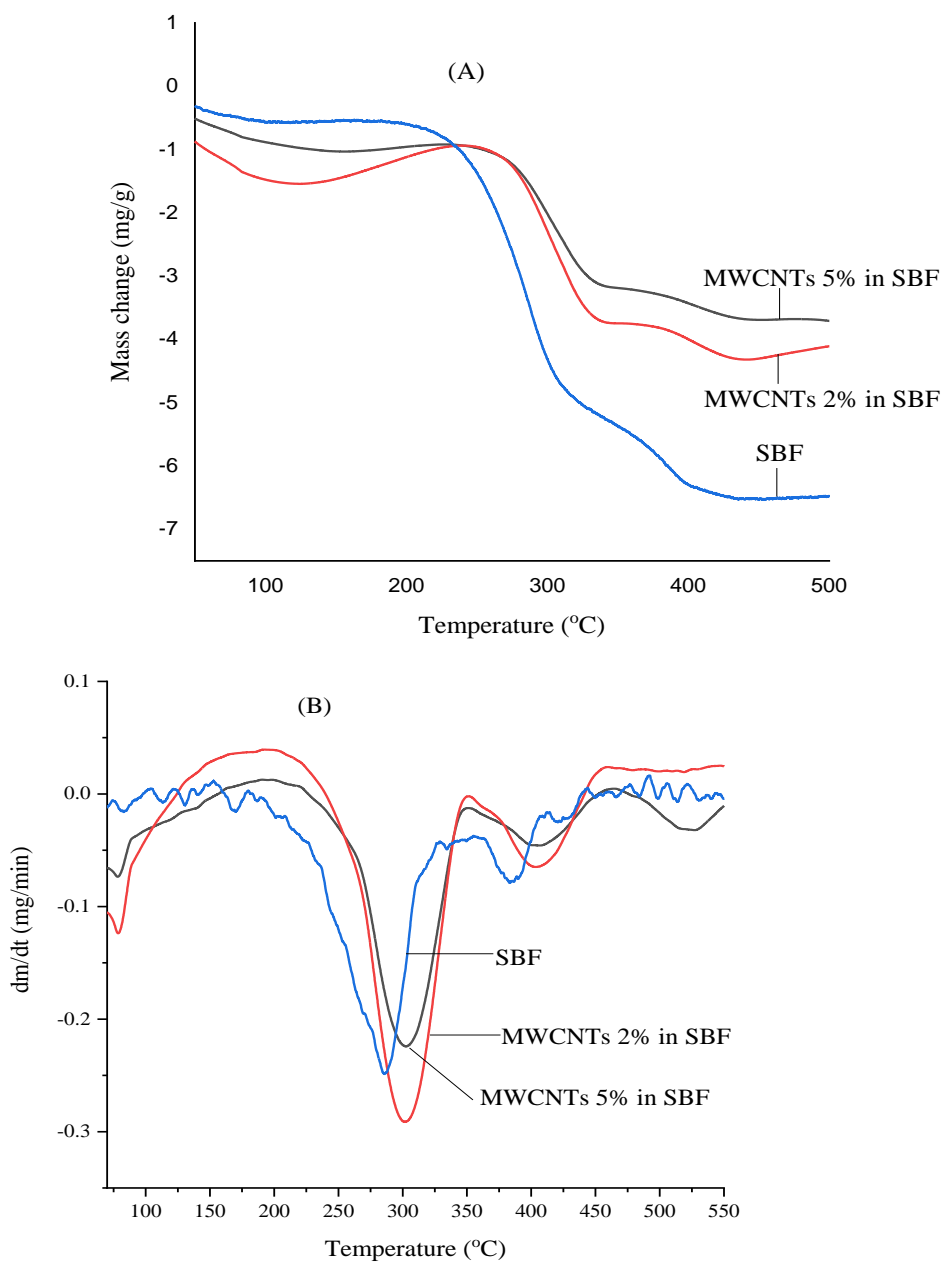 (A)
1
0
-1
-2
-3
-4
-5
-6
-7
Mass change (mg/g)
MWCNTs 5% in SBF
MWCNTs 2% in SBF
SBF
100 200 300 400 500
Temperature (°C)
(B)
0.1
0.0
-0.1
-0.2
-0.3
dm/dt (mg/min)
SBF
MWCNTs 2% in SBF
MWCNTs 5% in SBF
100 150 200 250 300 350 400 450 500 550
Temperature (°C)